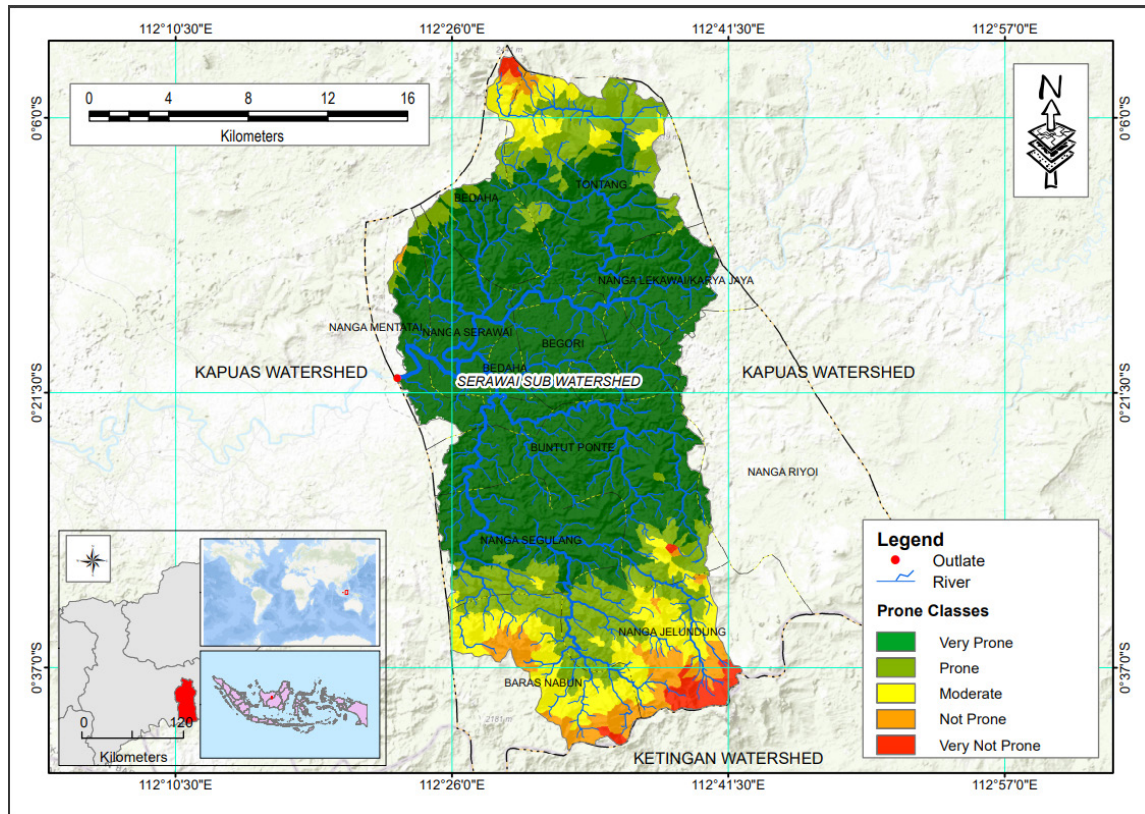 112°10'30"E 112°26'0"E 112°41'30"E 112°57'0"E
0 4 8 12 16
Kilometers
N
0°6'0"S 0°6'0"S
TONTANG
BEDAHA
NANGA LEKAWAI/KARYA JAYA
NANGA MENTATAI
NANGA SERAWAI
BEGORI
BEDAHA
KAPUAS WATERSHED
SERAWAI SUB WATERSHED
KAPUAS WATERSHED
0°21'30"S 0°21'30"S
BUNTUT PONTE
NANGA RIYOI
NANGA SEGULANG
NANGA JELUNDUNG
0°37'0"S 0°37'0"S
BARAS NABUN
2181 m
KETINGAN WATERSHED
0 120
Kilometers
Legend
Outlate
River
Prone Classes
Very Prone
Prone
Moderate
Not Prone
Very Not Prone
112°10'30"E 112°26'0"E 112°41'30"E 112°57'0"E